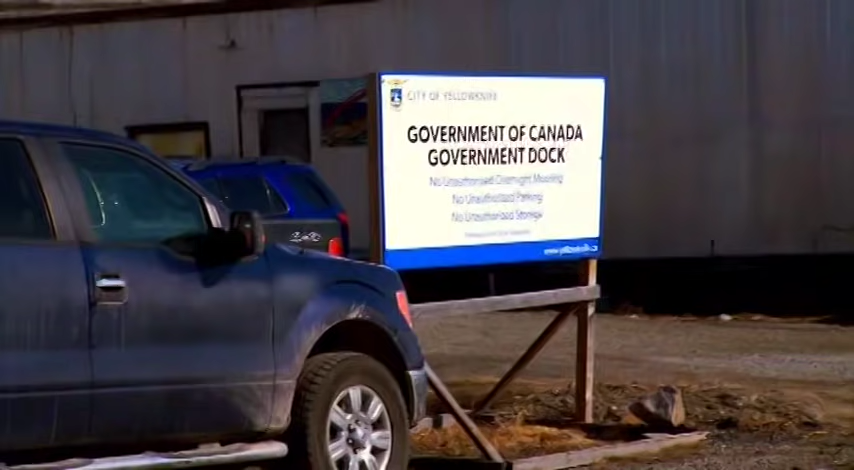 CITY OF YELLOWKNIFE
GOVERNMENT OF CANADA
GOVERNMENT DOCK
No Unauthorized Overnight Mooring
No Unauthorized Parking
No Unauthorized Storage
www.yellowknife.ca